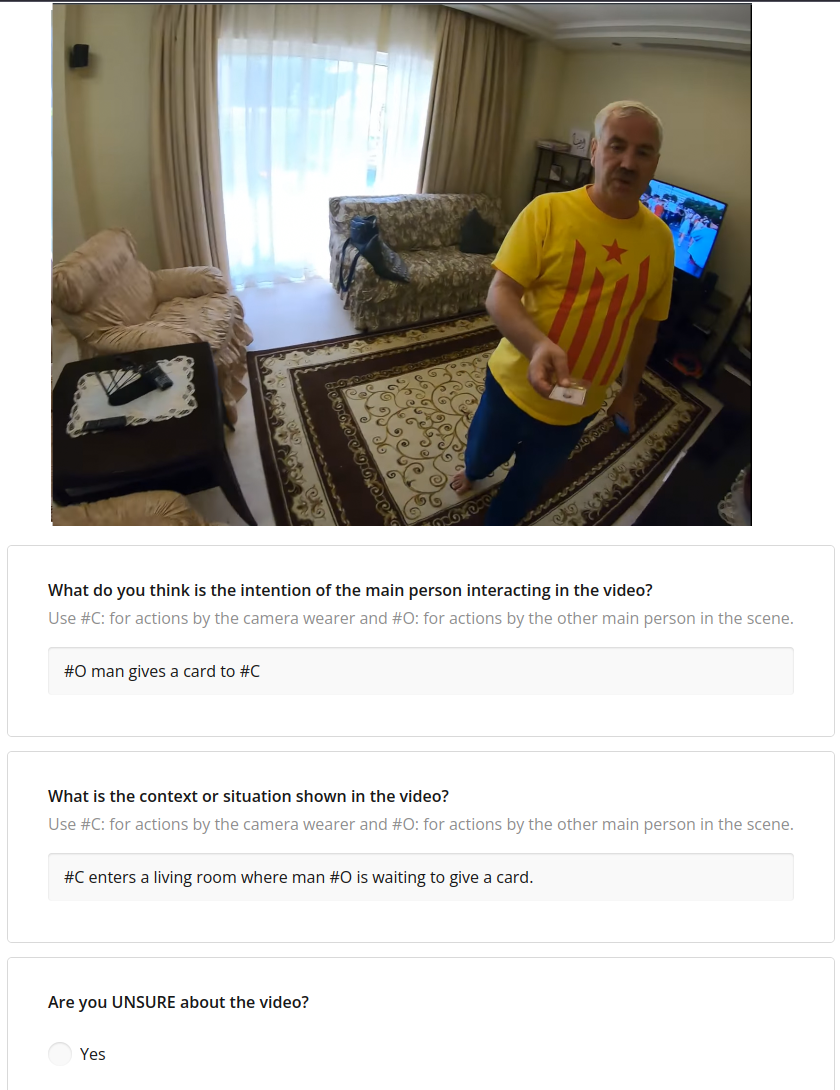 What do you think is the intention of the main person interacting in the video?
Use #C: for actions by the camera wearer and #O: for actions by the other main person in the scene.
#O man gives a card to #C
What is the context or situation shown in the video?
Use #C: for actions by the camera wearer and #O: for actions by the other main person in the scene.
#C enters a living room where man #O is waiting to give a card.
Are you UNSURE about the video?
Yes